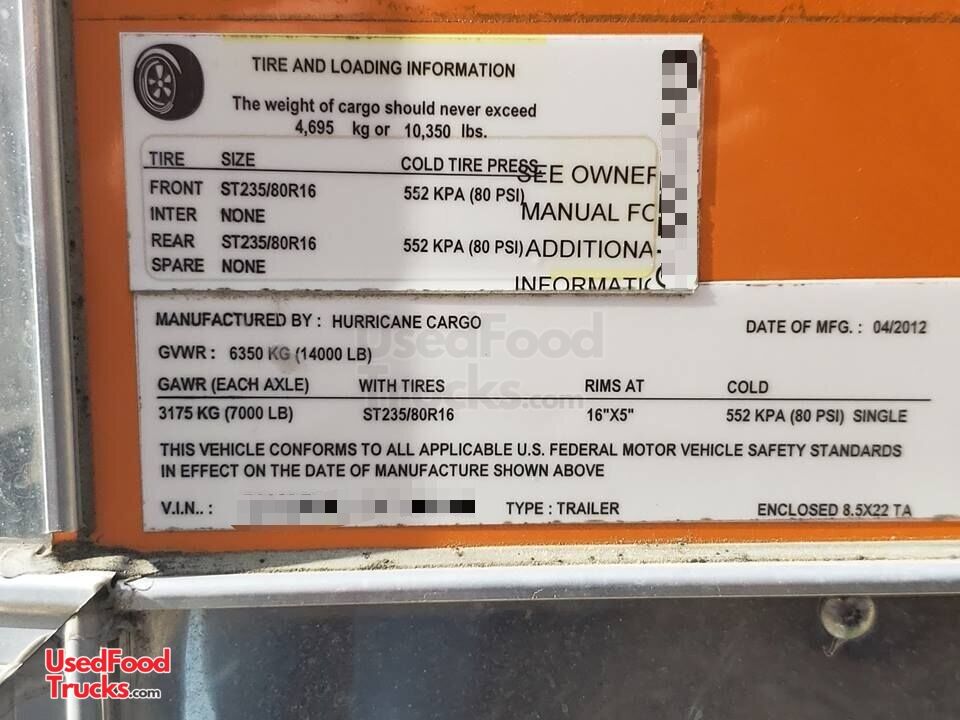 TIRE AND LOADING INFORMATION
The weight of cargo should never exceed
4,695 kg or 10,350 lbs.
TIRE SIZE COLD TIRE PRESS
FRONT ST235/80R16 552 KPA (80 PSI)
INTER NONE
REAR ST235/80R16 552 KPA (80 PSI)
SPARE NONE
SEE OWNER
MANUAL FO
ADDITIONA
INFORMATIO
MANUFACTURED BY : HURRICANE CARGO DATE OF MFG. : 04/2012
GVWR : 6350 KG (14000 LB)
GAWR (EACH AXLE) WITH TIRES RIMS AT COLD
3175 KG (7000 LB) ST235/80R16 16"X5" 552 KPA (80 PSI) SINGLE
THIS VEHICLE CONFORMS TO ALL APPLICABLE U.S. FEDERAL MOTOR VEHICLE SAFETY STANDARDS
IN EFFECT ON THE DATE OF MANUFACTURE SHOWN ABOVE
V.I.N.. : TYPE : TRAILER ENCLOSED 8.5X22 TA
UsedFood
Trucks.com
UsedFood
Trucks.com